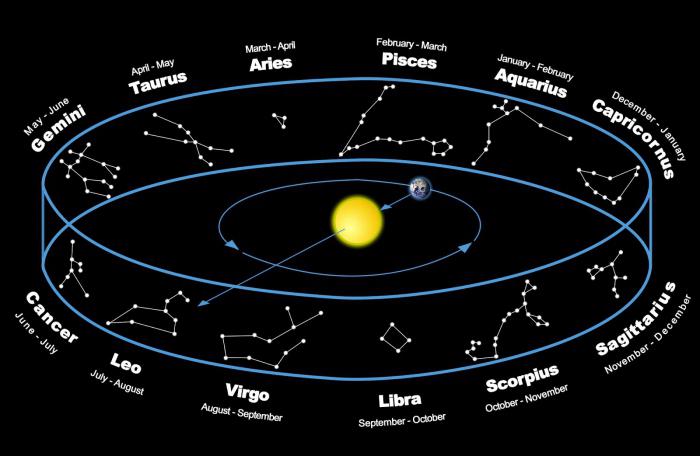 March - April
Aries
February - March
Pisces
April - May
Taurus
January - February
Aquarius
May - June
Gemini
December - January
Capricornus
Cancer
June - July
Leo
July - August
Virgo
August - September
Libra
September - October
Scorpius
October - November
Sagittarius
November - December